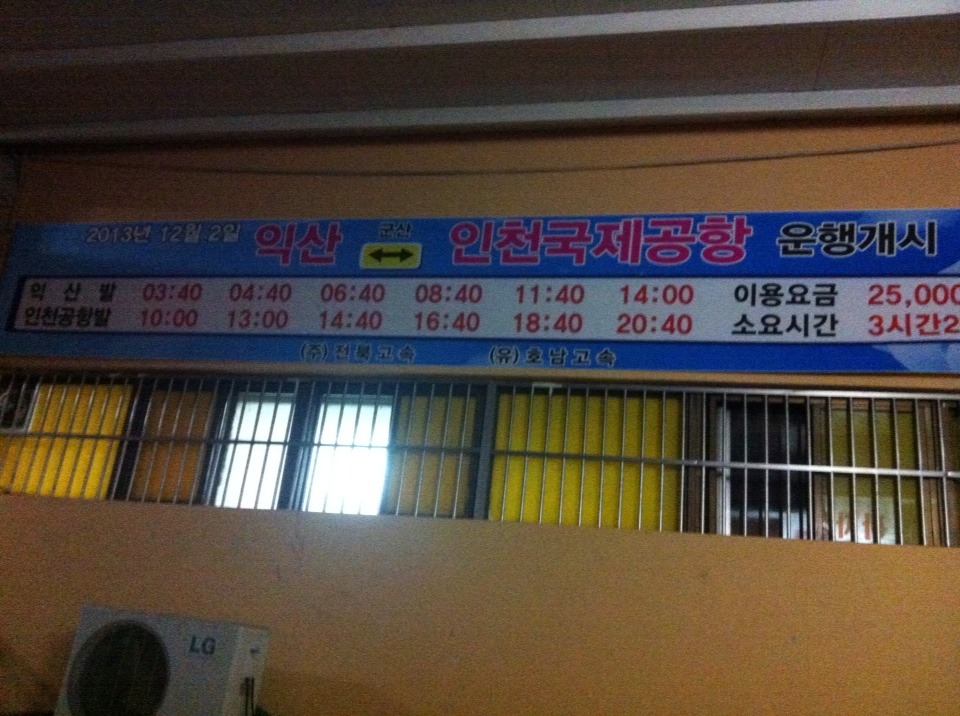 2013년 12월 2일 익산 군산 인천국제공항 운행개시
익 산 발 03:40 04:40 06:40 08:40 11:40 14:00 이용요금 25,000
인천공항발 10:00 13:00 14:40 16:40 18:40 20:40 소요시간 3시간2
(주)전북고속 (유)호남고속
LG